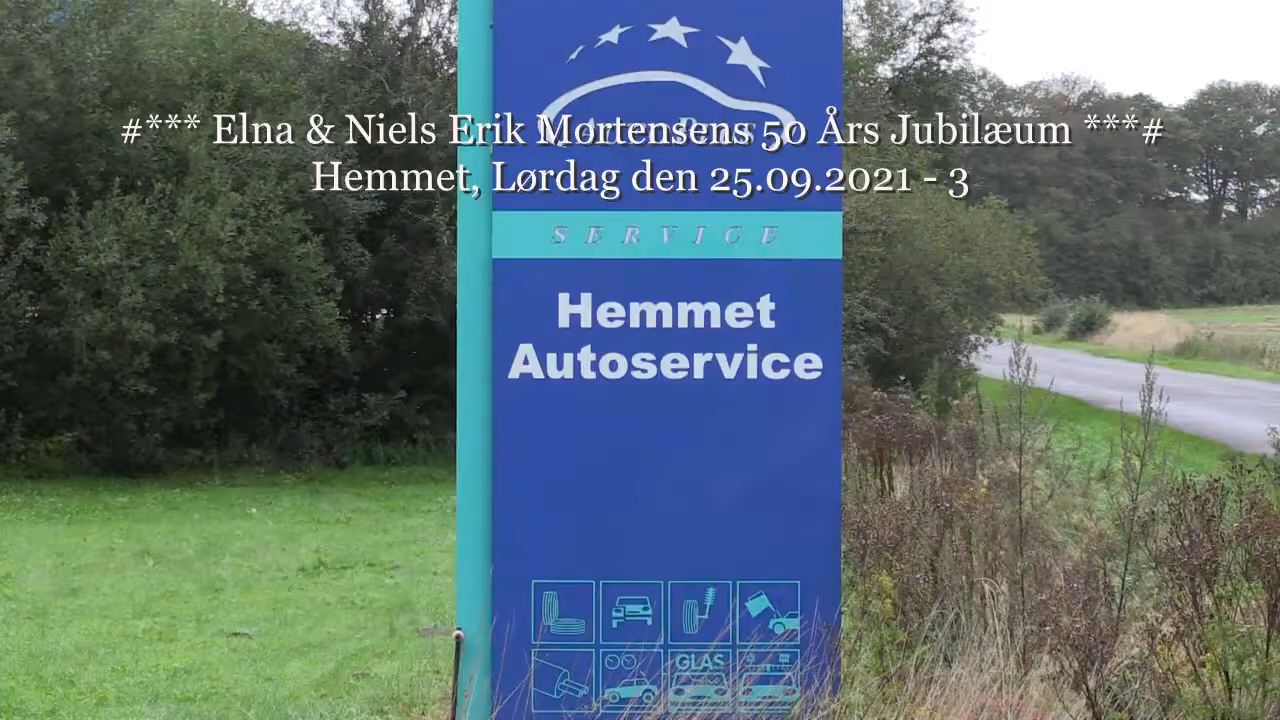 #*** Elna & Niels Erik Mortensens 50 Års Jubilæum ***#
Hemmet, Lørdag den 25.09.2021 - 3
SERVICE
Hemmet
Autoservice
GLAS